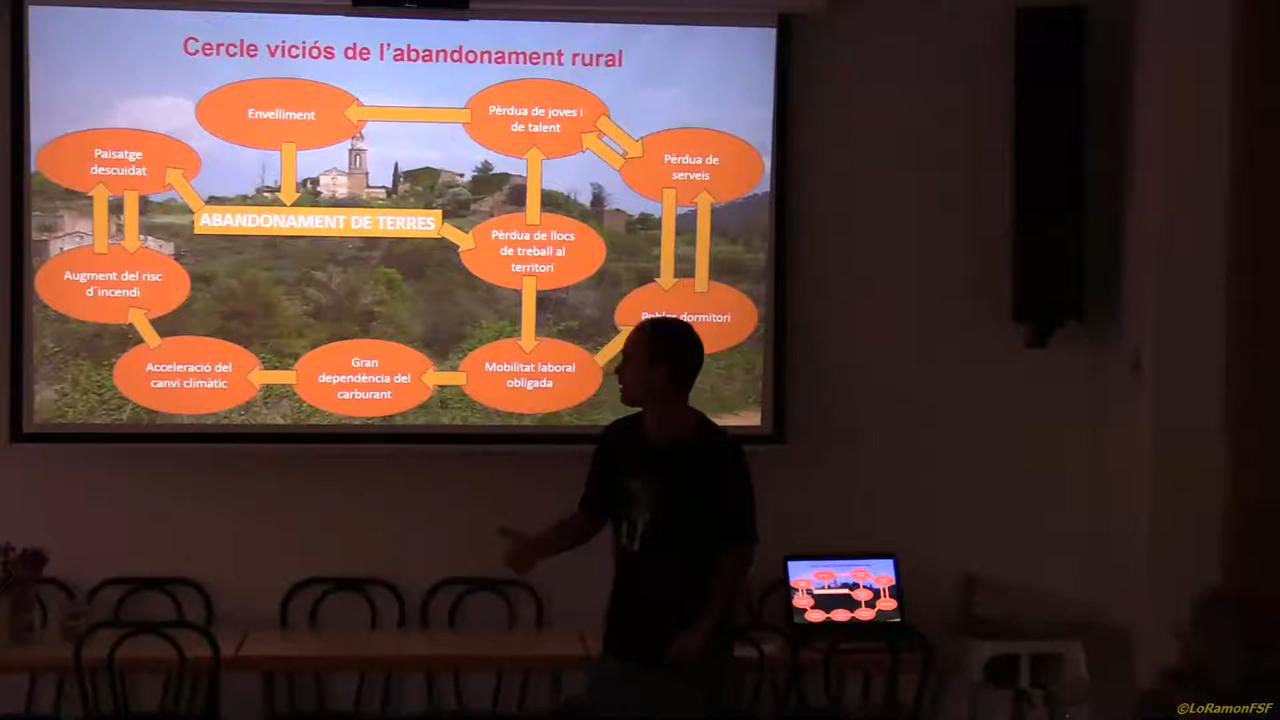 Cercle viciós de l'abandonament rural
Envelliment
Pèrdua de joves i
de talent
Paisatge
descuidat
Pèrdua de
serveis
ABANDONAMENT DE TERRES
Pèrdua de llocs
de treball al
territori
Augment del risc
d´incendi
dormitori
Acceleració del
canvi climàtic
Gran
dependència del
carburant
Mobilitat laboral
obligada
©LoRamonFSF